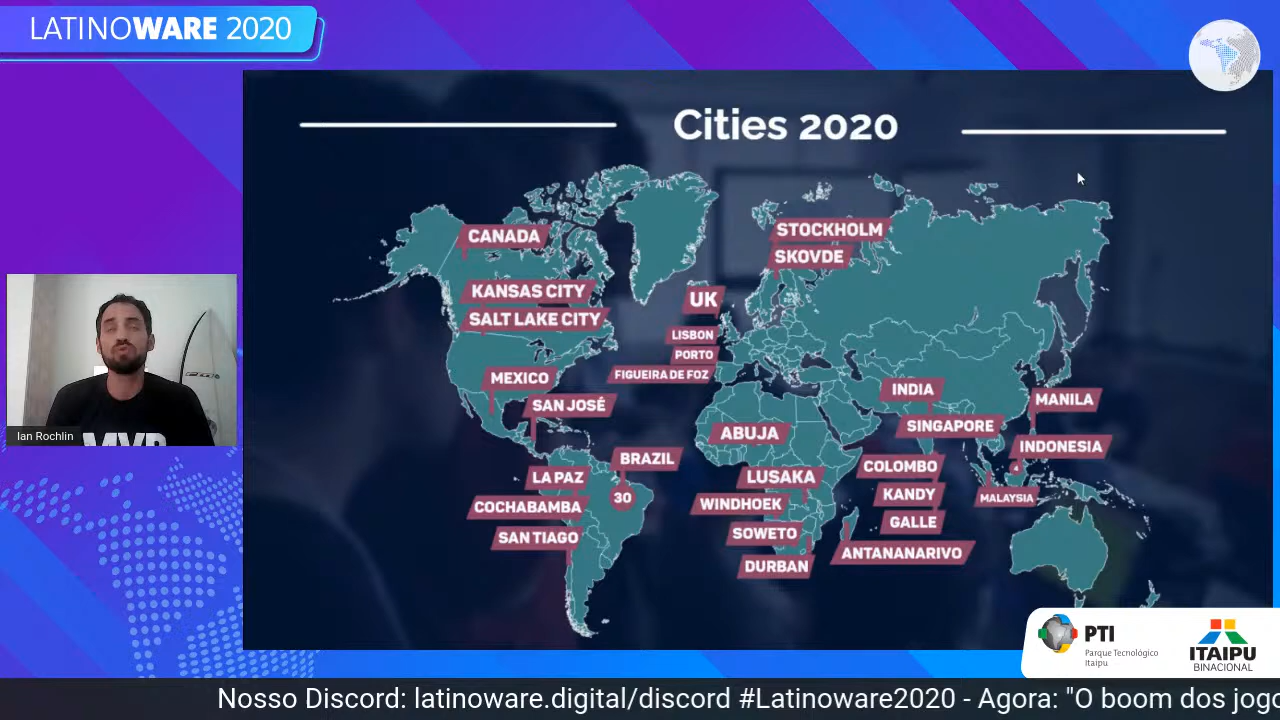 LATINOWARE 2020
Cities 2020
CANADA
KANSAS CITY
SALT LAKE CITY
MEXICO
SAN JOSÉ
BRAZIL
30
LA PAZ
COCHABAMBA
SAN TIAGO
STOCKHOLM
SKOVDE
UK
LISBON
PORTO
FIGUEIRA DE FOZ
ABUJA
LUSAKA
WINDHOEK
SOWETO
DURBAN
INDIA
SINGAPORE
COLOMBO
KANDY
GALLE
ANTANANARIVO
MANILA
INDONESIA
4
MALAYSIA
Ian Rochlin
PTI
Parque Tecnológico
Itaipu
ITAIPU
BINACIONAL
Nosso Discord: latinoware.digital/discord #Latinoware2020 - Agora: "O boom dos jog